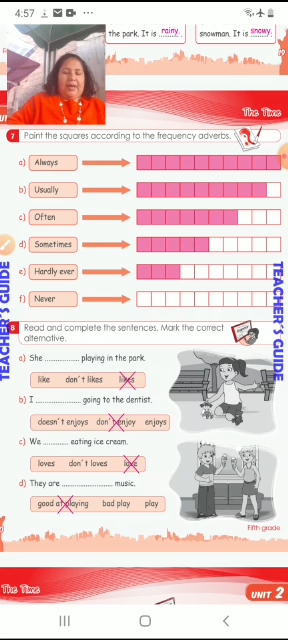 4:57
the park. It is rainy.
snowman. It is snowy.
The Time
7 Paint the squares according to the frequency adverbs.
a) Always
b) Usually
c) Often
d) Sometimes
e) Hardly ever
f) Never
TEACHER'S GUIDE
TEACHER'S GUIDE
8 Read and complete the sentences. Mark the correct
alternative.
a) She ............... playing in the park.
like don´t likes likes
b) I ............... going to the dentist.
doesn´t enjoys don´t enjoy enjoys
c) We ........... eating ice cream.
loves don´t loves love
d) They are ...................... music.
good at playing bad play play
Fifth grade
The Time
UNIT 2